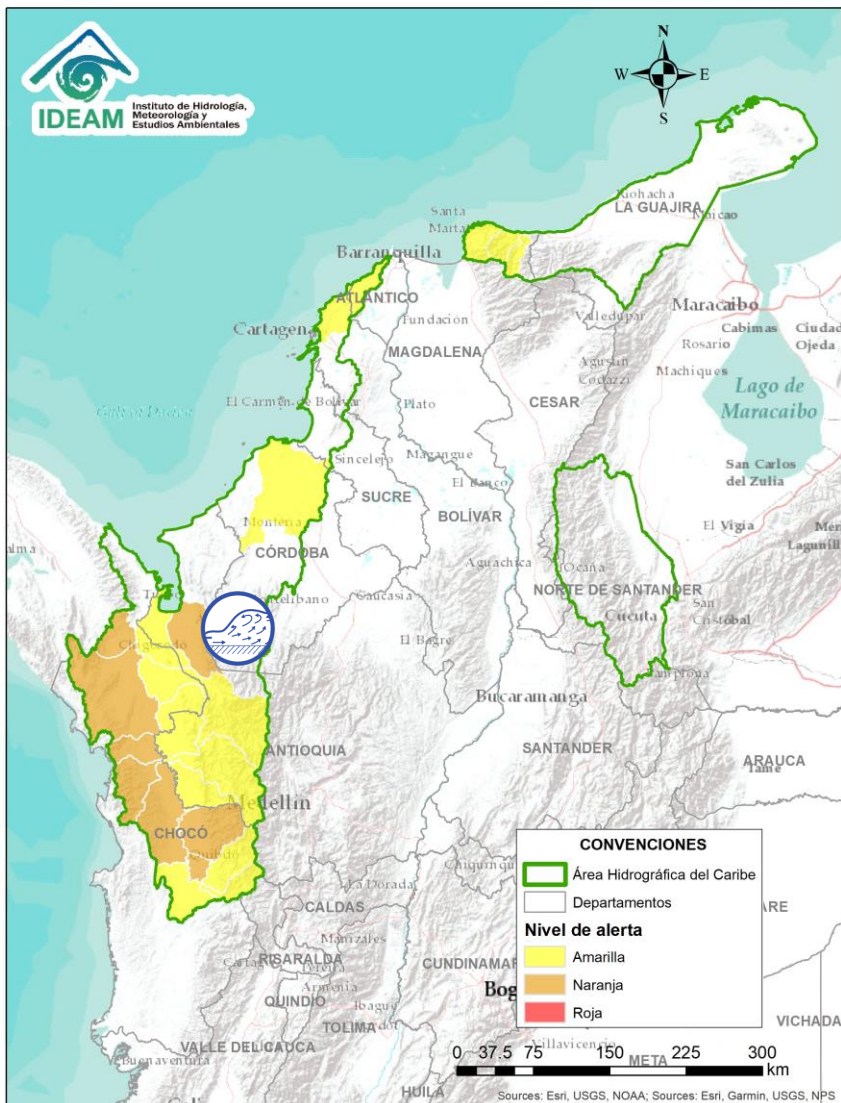 IDEAM
Instituto de Hidrología,
Meteorología y
Estudios Ambientales
N
W
E
S
Riohacha
LA GUAJIRA
Maicao
Santa
Marta
Barranquilla
ATLÁNTICO
Cartagena
Fundación
Valledupar
Maracaibo
Cabimas
Ciudad
Ojeda
Rosario
MAGDALENA
Agustín
Codazzi
Machiques
El Carmen de Bolívar
Plato
CESAR
Lago de
Maracaibo
Sincelejo
Magangué
San Carlos
del Zulia
SUCRE
El Banco
BOLÍVAR
Montería
El Vigía
CÓRDOBA
Aguachica
Ocaña
NORTE DE SANTANDER
Caucasia
San
Cristóbal
Cúcuta
Chigorodó
El Bagre
Bucaramanga
ANTIOQUIA
SANTANDER
ARAUCA
Tame
Medellín
CHOCÓ
Quibdó
La Dorada
CALDAS
Manizales
RISARALDA
Pereira
Armenia
QUINDÍO
Ibagué
TOLIMA
VALLE DEL CAUCA
Buenaventura
HUILA
Villavicencio
META
VICHADA
CONVENCIONES
Área Hidrográfica del Caribe
Departamentos
Nivel de alerta
Amarilla
Naranja
Roja
0 37.5 75 150 225 300
km
Sources: Esri, USGS, NOAA; Sources: Esri, Garmin, USGS, NPS